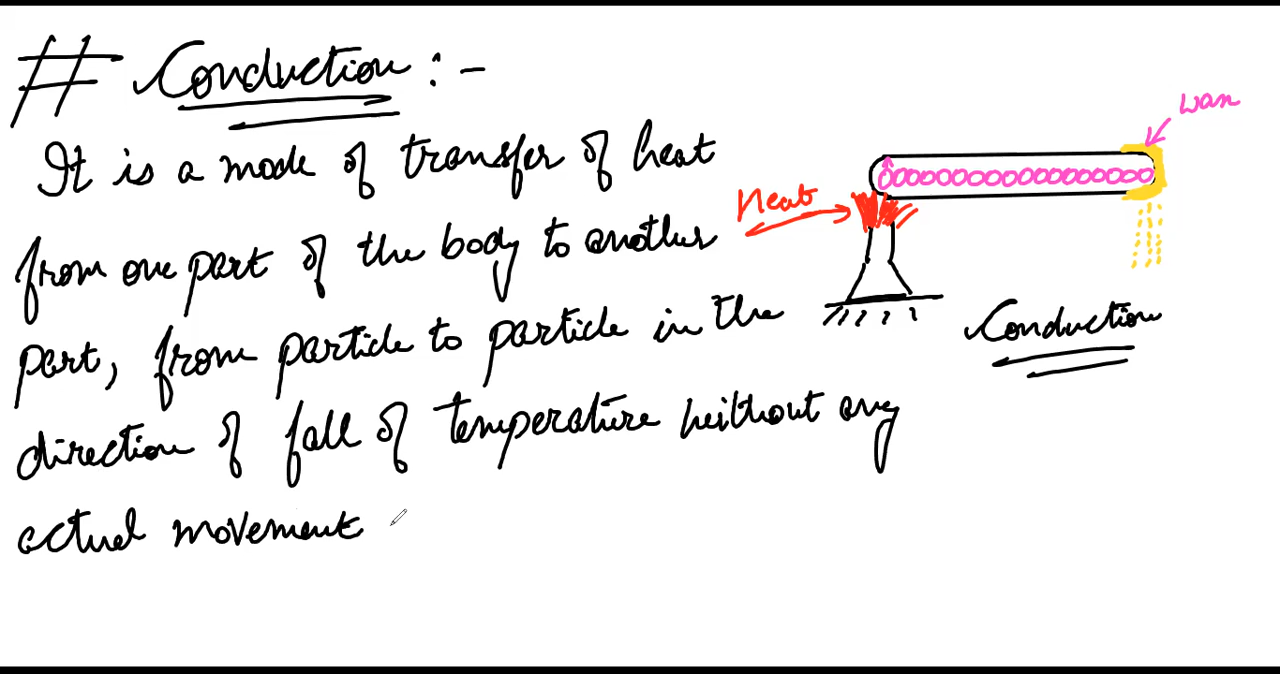 # Conduction :-
It is a mode of transfer of heat
from one part of the body to another
part, from particle to particle in the
direction of fall of temperature without any
actual movement
wax
Heat
Conduction